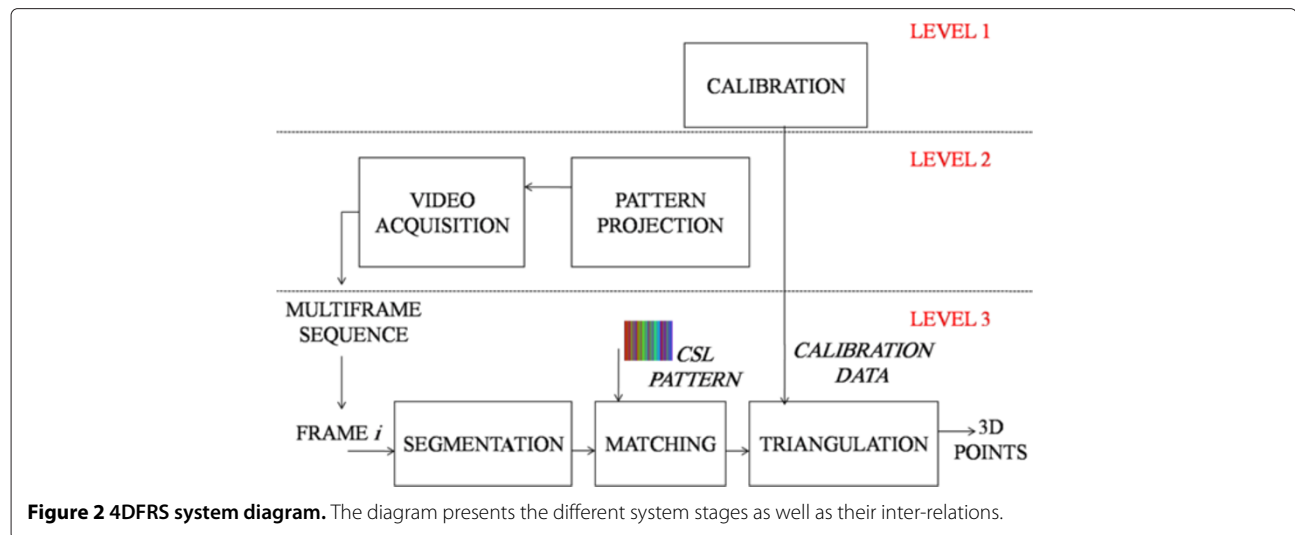 LEVEL 1
CALIBRATION
LEVEL 2
VIDEO
ACQUISITION
PATTERN
PROJECTION
MULTIFRAME
SEQUENCE
LEVEL 3
CSL
PATTERN
CALIBRATION
DATA
FRAME i
SEGMENTATION
MATCHING
TRIANGULATION
3D
POINTS
Figure 2 4DFRS system diagram. The diagram presents the different system stages as well as their inter-relations.